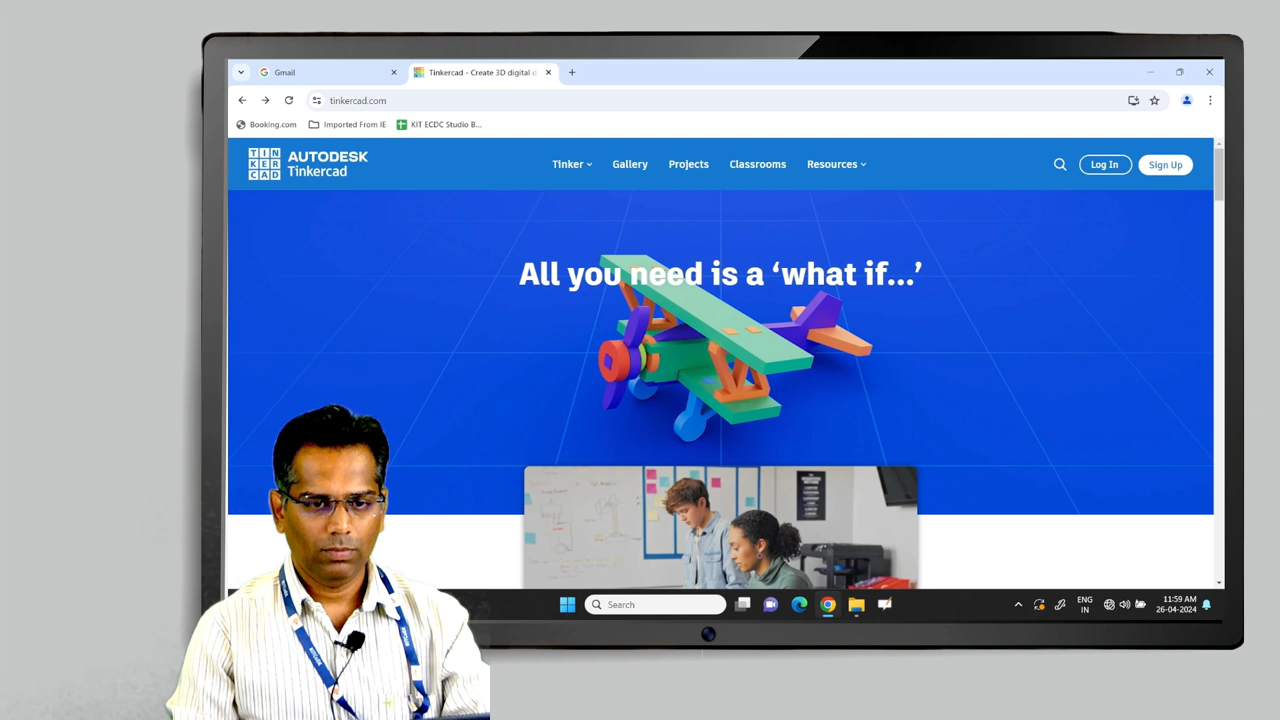 Gmail
Tinkercad - Create 3D digital d
tinkercad.com
Booking.com Imported From IE KIT ECDC Studio B...
TIN
KER
CAD
AUTODESK
Tinkercad
Tinker Gallery Projects Classrooms Resources
Log In Sign Up
All you need is a ‘what if...’
Search
ENG
IN
11:59 AM
26-04-2024